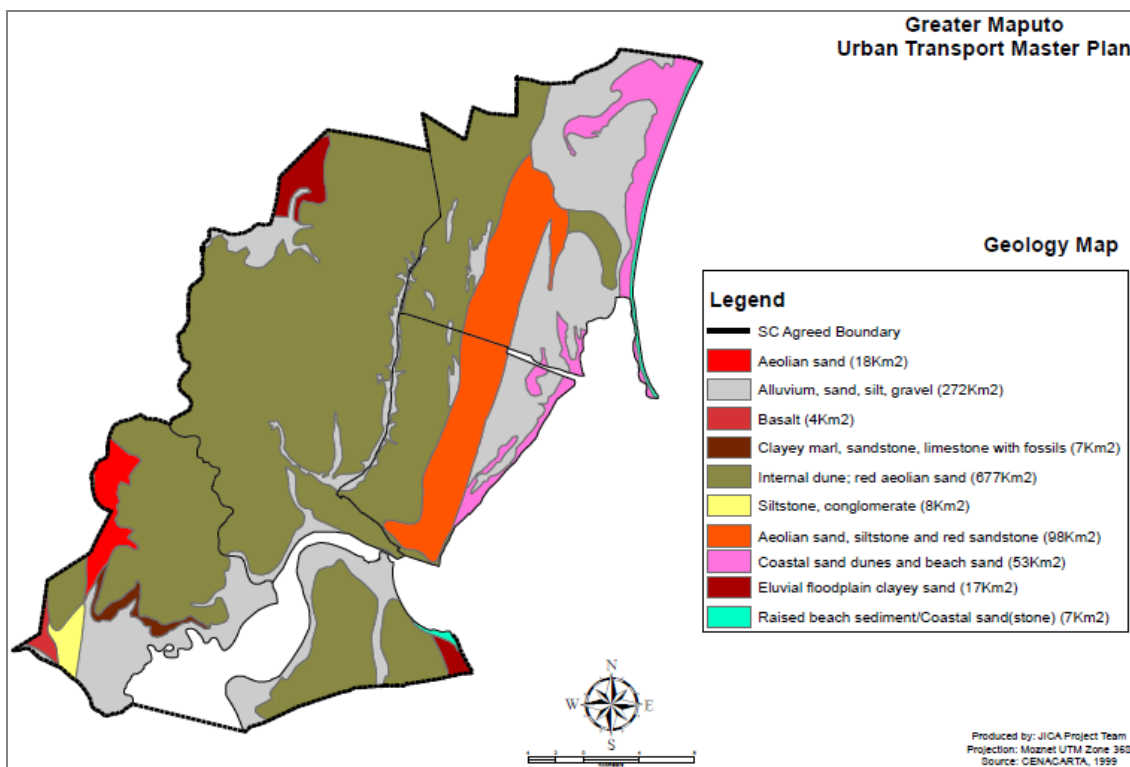 Greater Maputo
Urban Transport Master Plan
Geology Map
Legend
SC Agreed Boundary
Aeolian sand (18Km2)
Alluvium, sand, silt, gravel (272Km2)
Basalt (4Km2)
Clayey marl, sandstone, limestone with fossils (7Km2)
Internal dune; red aeolian sand (677Km2)
Siltstone, conglomerate (8Km2)
Aeolian sand, siltstone and red sandstone (98Km2)
Coastal sand dunes and beach sand (53Km2)
Eluvial floodplain clayey sand (17Km2)
Raised beach sediment/Coastal sand(stone) (7Km2)
N
W E
S
Produced by: JICA Project Team
Projection: Moznet UTM Zone 36S
Source: CENACARTA, 1999